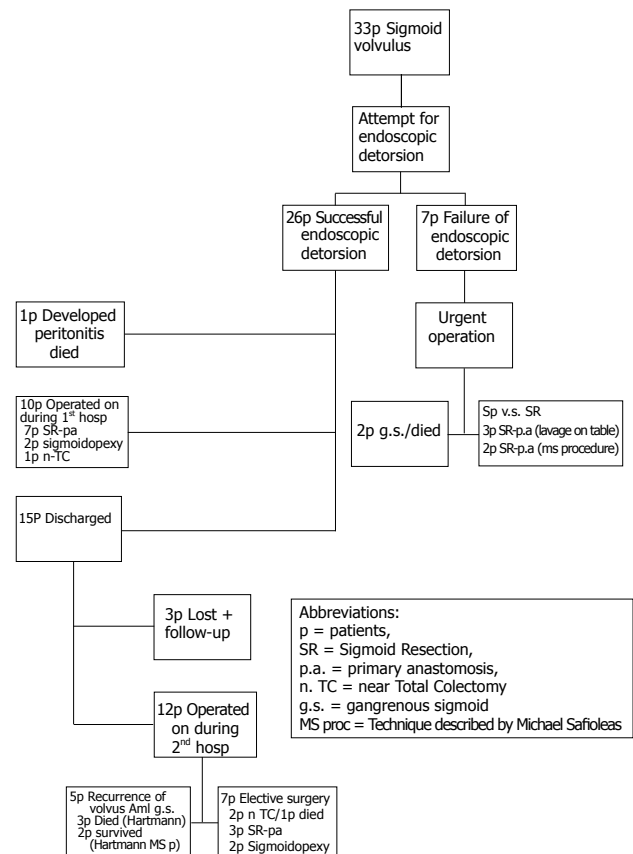 33p Sigmoid
volvulus
Attempt for
endoscopic
detorsion
26p Successful
endoscopic
detorsion
7p Failure of
endoscopic
detorsion
1p Developed
peritonitis
died
Urgent
operation
10p Operated on
during 1st hosp
7p SR-pa
2p sigmoidopexy
1p n-TC
2p g.s./died
Sp v.s. SR
3p SR-p.a (lavage on table)
2p SR-p.a (ms procedure)
15P Discharged
3p Lost +
follow-up
12p Operated
on during
2nd hosp
5p Recurrence of
volvus Aml g.s.
3p Died (Hartmann)
2p survived
(Hartmann MS p)
7p Elective surgery
2p n TC/1p died
3p SR-pa
2p Sigmoidopexy
Abbreviations:
p = patients,
SR = Sigmoid Resection,
p.a. = primary anastomosis,
n. TC = near Total Colectomy
g.s. = gangrenous sigmoid
MS proc = Technique described by Michael Safioleas